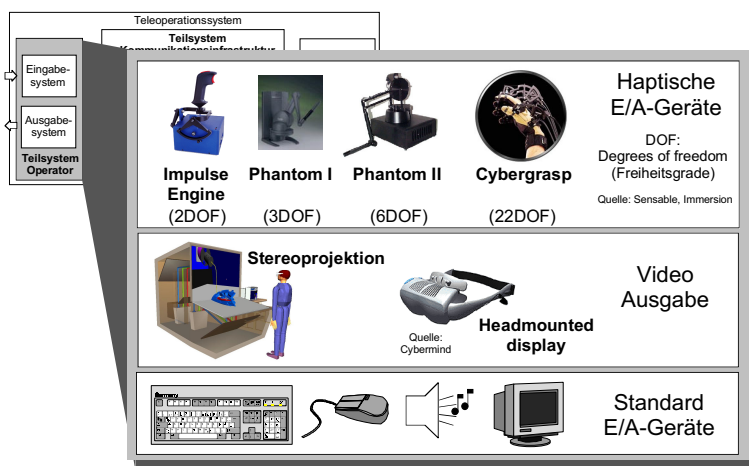 Teleoperationssystem
Teilsystem
Kommunikationsinfrastruktur
Eingabe-
system
Ausgabe-
system
Teilsystem
Operator
Haptische
E/A-Geräte
DOF:
Degrees of freedom
(Freiheitsgrade)
Quelle: Sensable, Immersion
Impulse
Engine
(2DOF)
Phantom I
(3DOF)
Phantom II
(6DOF)
Cybergrasp
(22DOF)
Stereoprojektion
Quelle:
Cybermind
Headmounted
display
Video
Ausgabe
Standard
E/A-Geräte